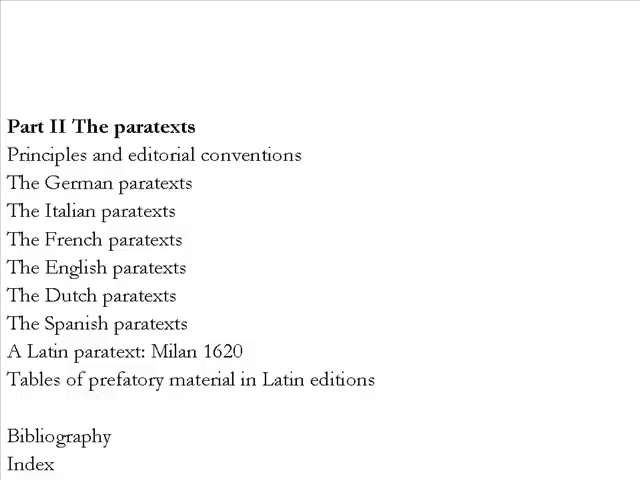 Part II The paratexts
Principles and editorial conventions
The German paratexts
The Italian paratexts
The French paratexts
The English paratexts
The Dutch paratexts
The Spanish paratexts
A Latin paratext: Milan 1620
Tables of prefatory material in Latin editions
Bibliography
Index